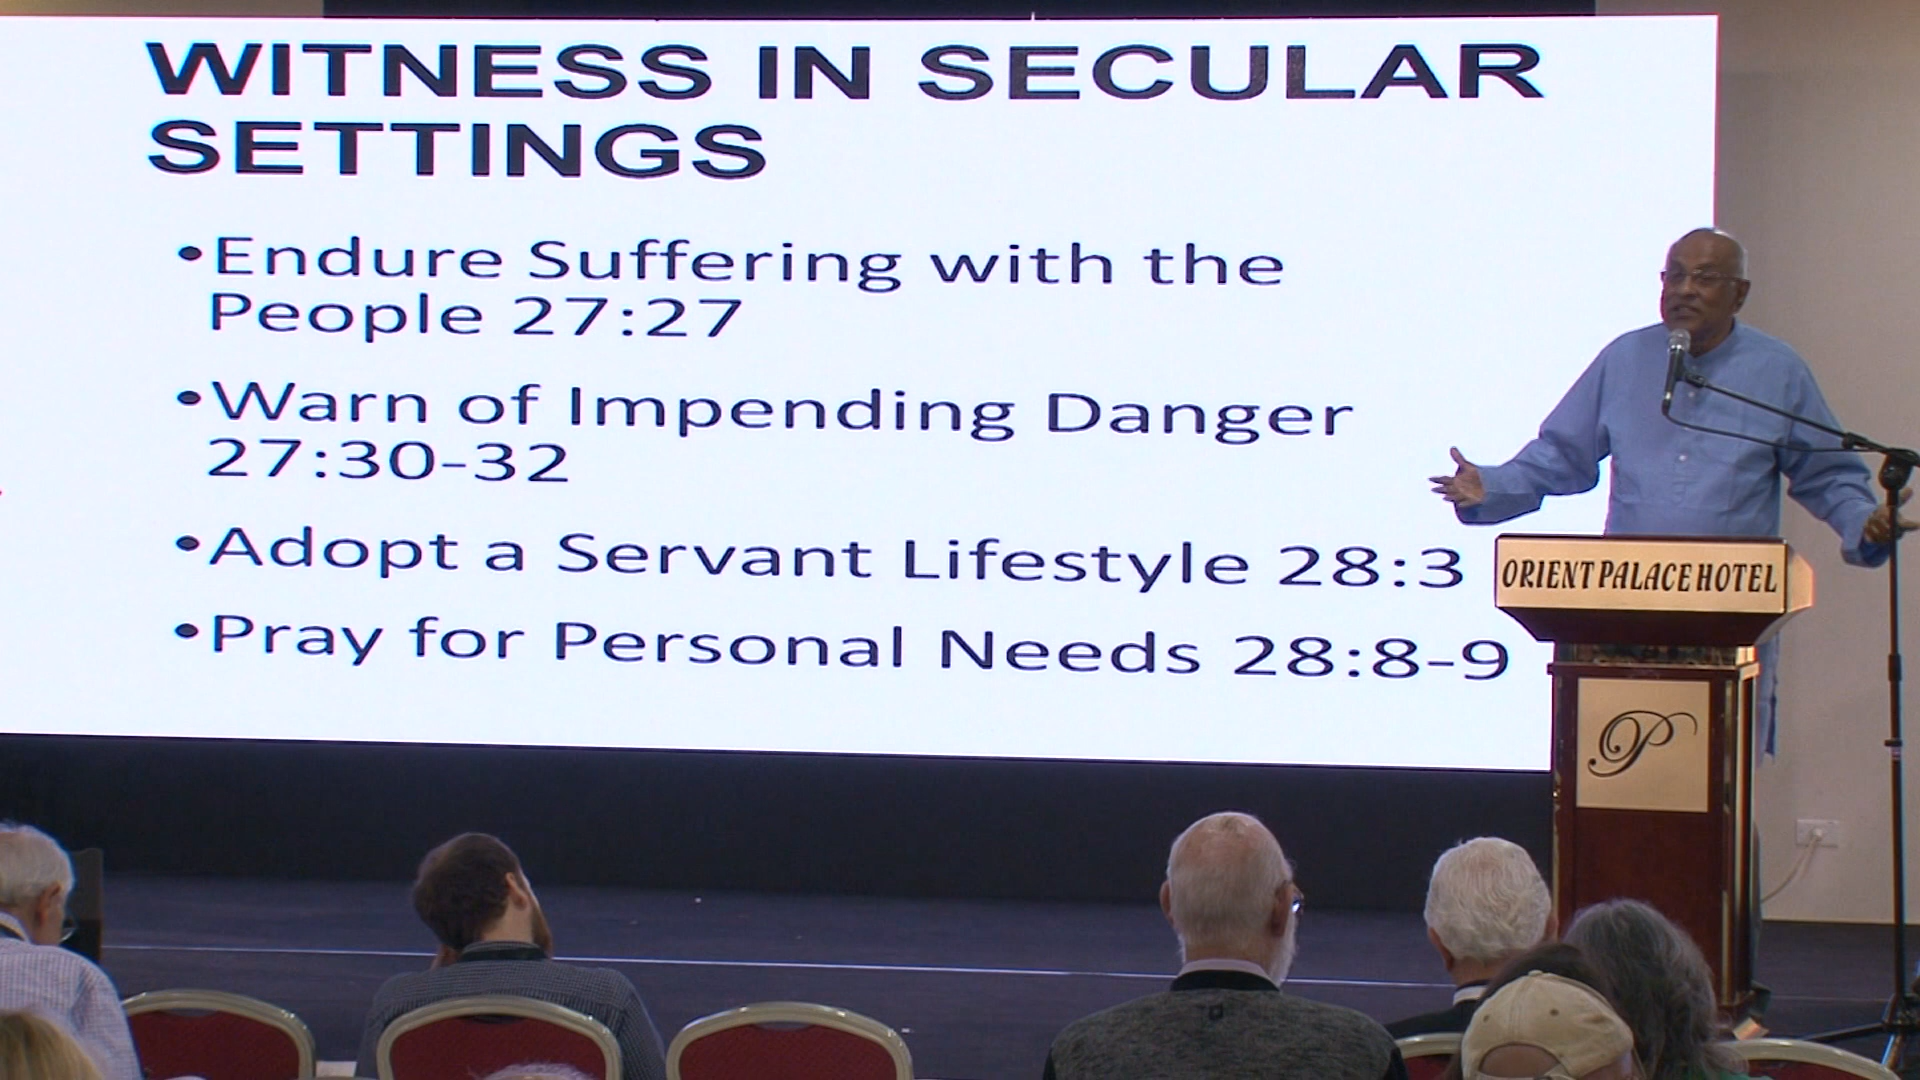 WITNESS IN SECULAR
SETTINGS
•Endure Suffering with the
People 27:27
•Warn of Impending Danger
27:30-32
•Adopt a Servant Lifestyle 28:3
•Pray for Personal Needs 28:8-9
ORIENT PALACE HOTEL
P